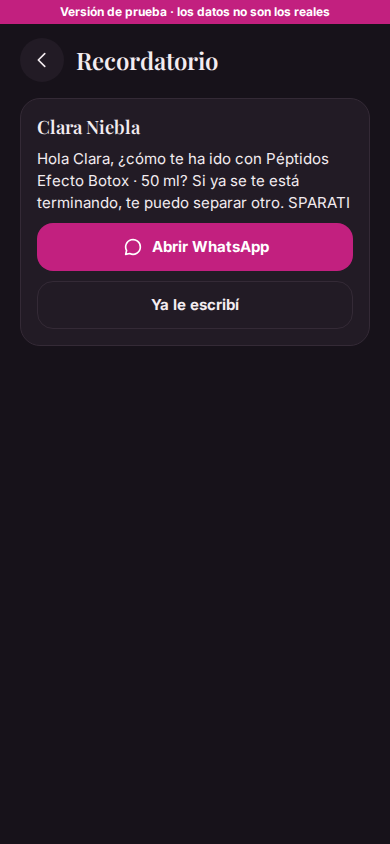 Versión de prueba · los datos no son los reales
Recordatorio
Clara Niebla
Hola Clara, ¿cómo te ha ido con Péptidos
Efecto Botox · 50 ml? Si ya se te está
terminando, te puedo separar otro. SPARATI
Abrir WhatsApp
Ya le escribí